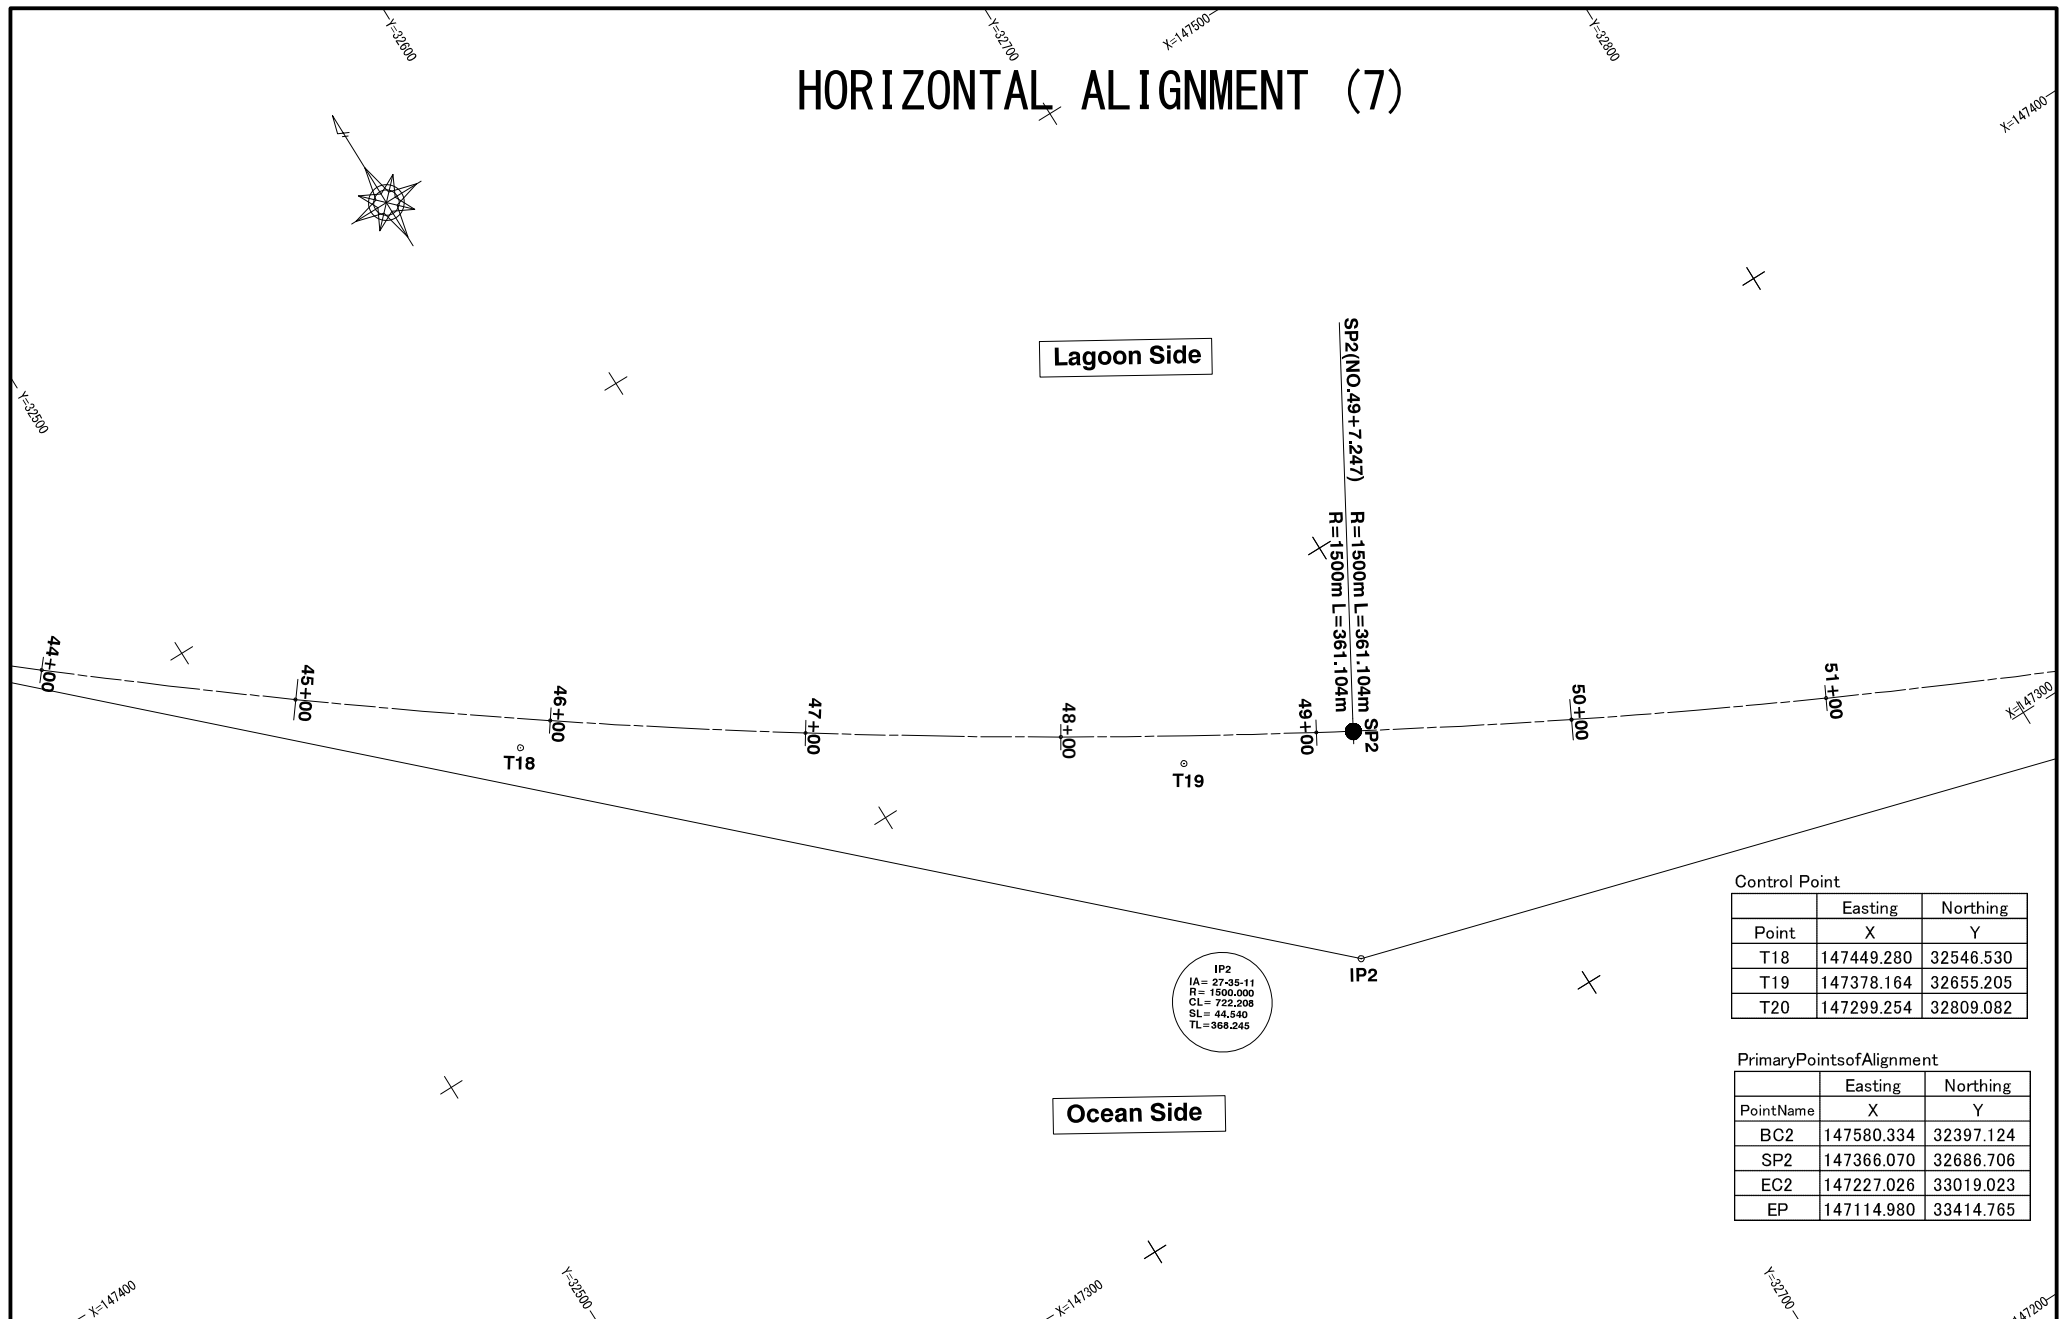 Y=32600
Y=32700
X=147500
Y=32800
X=147400
HORIZONTAL ALIGNMENT (7)
Y=32500
Lagoon Side
SP2(NO.49+7.247)
R=1500m L=361.104m
R=1500m L=361.104m
SP2
44+00
45+00
46+00
47+00
48+00
49+00
50+00
51+00
X=147300
T18
T19
IP2
IP2
IA= 27-35-11
R= 1500.000
CL= 722.208
SL= 44.540
TL=368.245
Ocean Side
Control Point
Easting Northing
Point X Y
T18 147449.280 32546.530
T19 147378.164 32655.205
T20 147299.254 32809.082
PrimaryPointsofAlignment
Easting Northing
PointName X Y
BC2 147580.334 32397.124
SP2 147366.070 32686.706
EC2 147227.026 33019.023
EP 147114.980 33414.765
X=147400
Y=32500
X=147300
Y=32700
147200